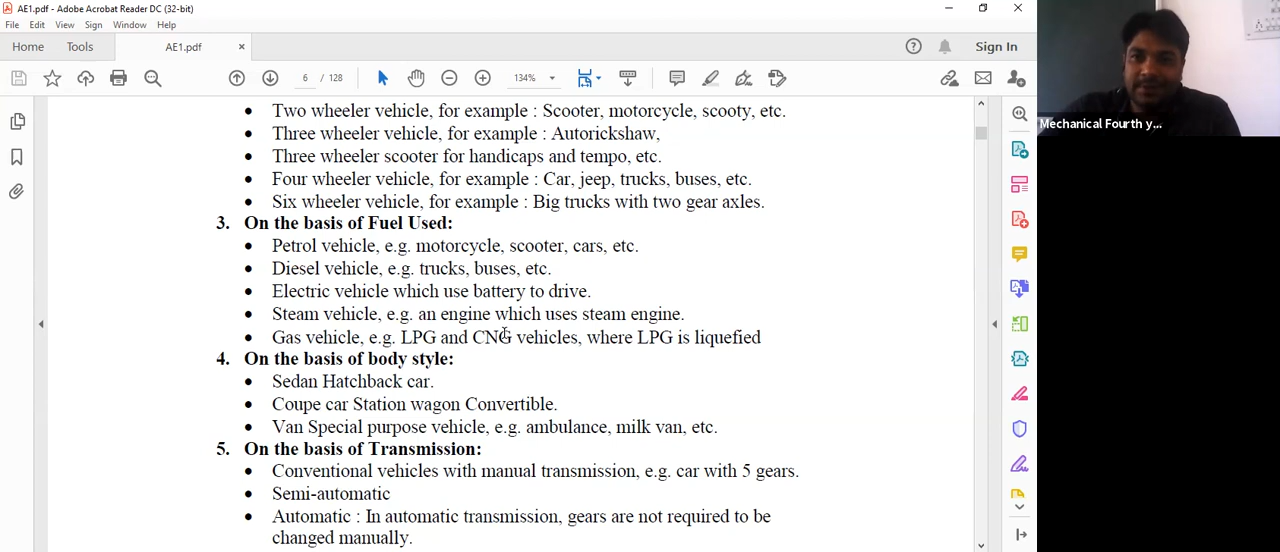 AE1.pdf - Adobe Acrobat Reader DC (32-bit)
File Edit View Sign Window Help
Home Tools AE1.pdf × Sign In
6 / 128 134%
• Two wheeler vehicle, for example : Scooter, motorcycle, scooty, etc.
• Three wheeler vehicle, for example : Autorickshaw,
• Three wheeler scooter for handicaps and tempo, etc.
• Four wheeler vehicle, for example : Car, jeep, trucks, buses, etc.
• Six wheeler vehicle, for example : Big trucks with two gear axles.
3. On the basis of Fuel Used:
• Petrol vehicle, e.g. motorcycle, scooter, cars, etc.
• Diesel vehicle, e.g. trucks, buses, etc.
• Electric vehicle which use battery to drive.
• Steam vehicle, e.g. an engine which uses steam engine.
• Gas vehicle, e.g. LPG and CNG vehicles, where LPG is liquefied
4. On the basis of body style:
• Sedan Hatchback car.
• Coupe car Station wagon Convertible.
• Van Special purpose vehicle, e.g. ambulance, milk van, etc.
5. On the basis of Transmission:
• Conventional vehicles with manual transmission, e.g. car with 5 gears.
• Semi-automatic
• Automatic : In automatic transmission, gears are not required to be
changed manually.
Mechanical Fourth y...